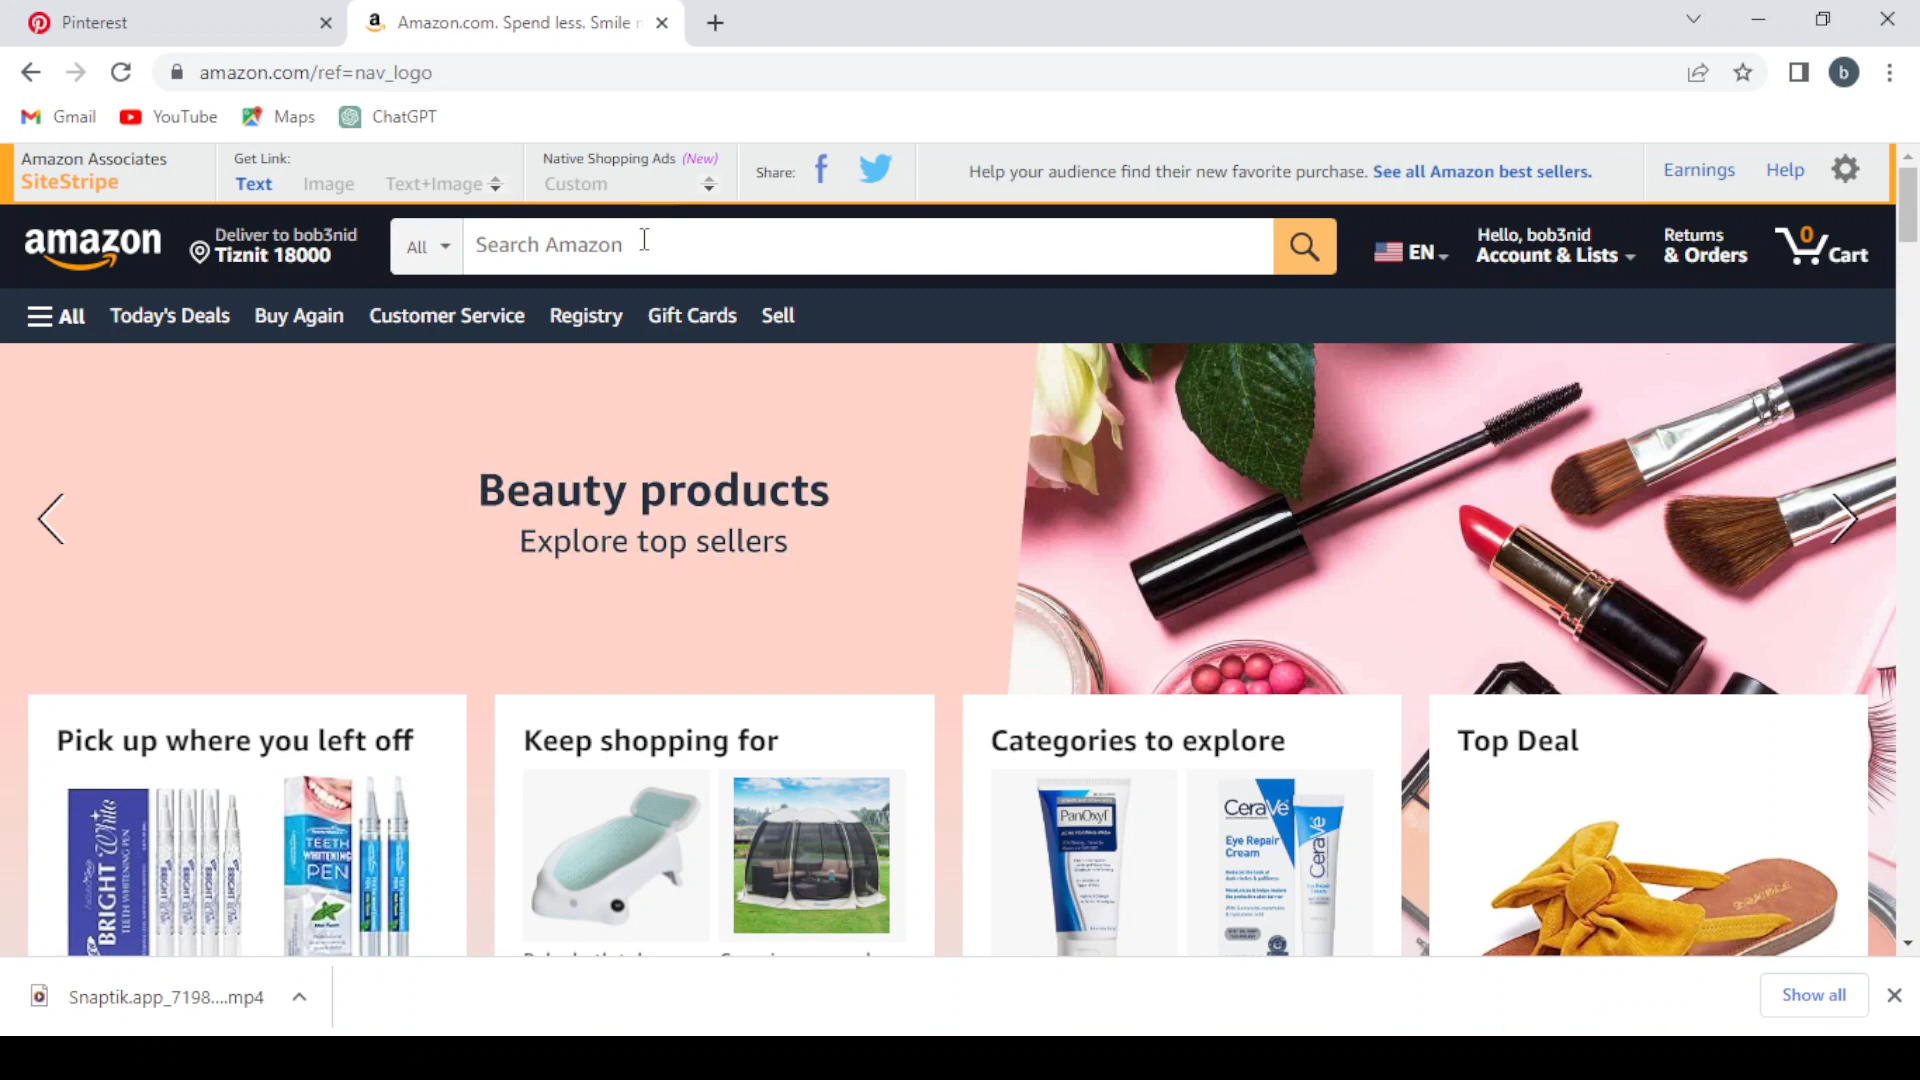 Pinterest
Amazon.com. Spend less. Smile
amazon.com/ref=nav_logo
b
Gmail YouTube Maps ChatGPT
Amazon Associates
SiteStripe
Get Link:
Text Image Text+Image
Native Shopping Ads (New)
Custom
Share:
Help your audience find their new favorite purchase. See all Amazon best sellers.
Earnings Help
amazon
Deliver to bob3nid
Tiznit 18000
All
Search Amazon
EN
Hello, bob3nid
Account & Lists
Returns
& Orders
0
Cart
All Today's Deals Buy Again Customer Service Registry Gift Cards Sell
Beauty products
Explore top sellers
Pick up where you left off
Keep shopping for
Categories to explore
Top Deal
BRIGHT White
TEETH WHITENING PEN
TEETH
WHITENING
PEN
PanOxyl
CeraVe
Eye Repair
Cream
CeraVe
Snaptik.app_7198....mp4
Show all